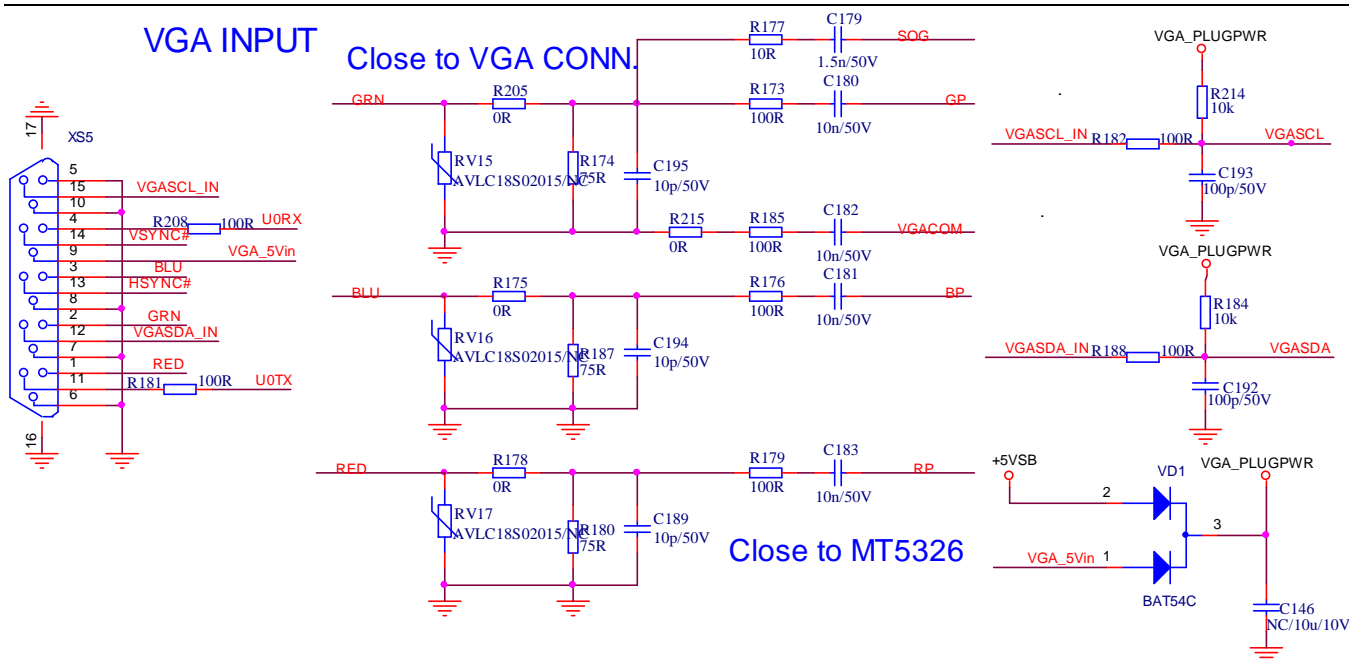 VGA INPUT
Close to VGA CONN.
XS5
17
5
15
VGASCL_IN
10
4
R208
100R
U0RX
14
VSYNC#
9
VGA_5Vin
3
BLU
13
HSYNC#
8
2
GRN
12
VGASDA_IN
7
1
RED
11
R181
100R
U0TX
6
16
R177
10R
C179
1.5n/50V
SOG
GRN
R205
0R
R173
100R
C180
10n/50V
GP
RV15
AVLC18S02015/NC
R174
75R
C195
10p/50V
R215
0R
R185
100R
C182
10n/50V
VGACOM
BLU
R175
0R
R176
100R
C181
10n/50V
BP
RV16
AVLC18S02015/NC
R187
75R
C194
10p/50V
RED
R178
0R
R179
100R
C183
10n/50V
RP
RV17
AVLC18S02015/NC
R180
75R
C189
10p/50V
Close to MT5326
VGA_PLUGPWR
R214
10k
VGASCL_IN
R182
100R
VGASCL
C193
100p/50V
VGA_PLUGPWR
R184
10k
VGASDA_IN
R188
100R
VGASDA
C192
100p/50V
+5VSB
VD1
VGA_PLUGPWR
2
3
VGA_5Vin
1
BAT54C
C146
NC/10u/10V